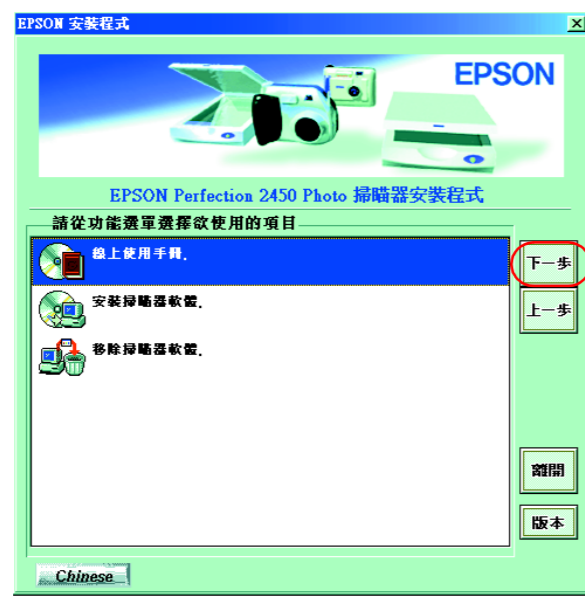 EPSON 安裝程式
EPSON
EPSON Perfection 2450 Photo 掃瞄器安裝程式
請從功能選單選擇欲使用的項目
線上使用手冊.
下一步
安裝掃瞄器軟體.
上一步
移除掃瞄器軟體.
離開
版本
Chinese